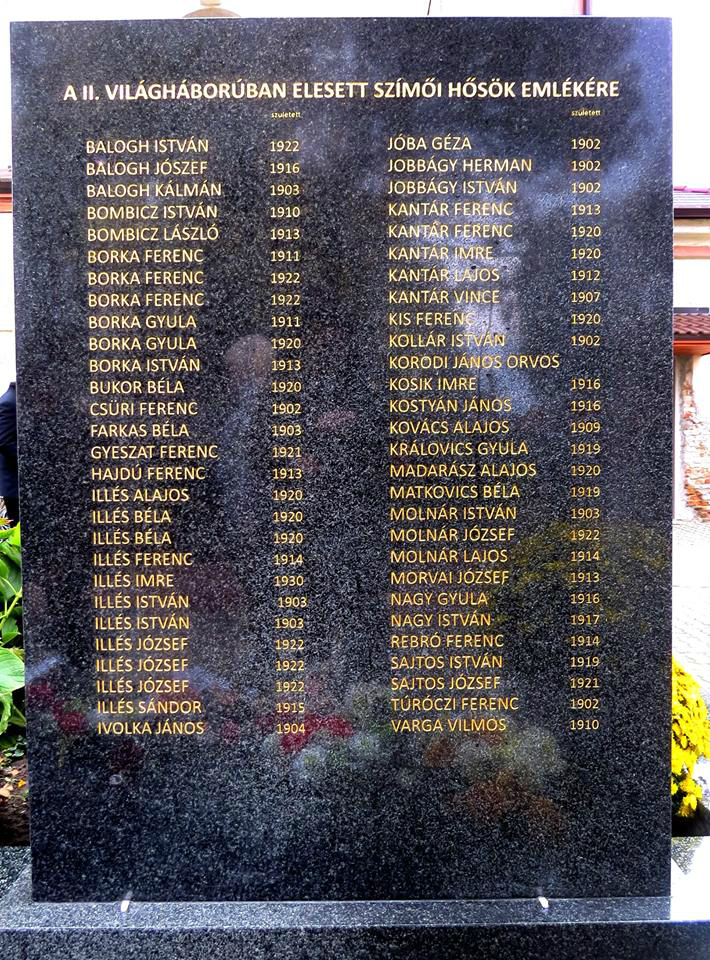 A II. VILÁGHÁBORÚBAN ELESETT SZÍMŐI HŐSÖK EMLÉKÉRE
született
BALOGH ISTVÁN 1922
BALOGH JÓSZEF 1916
BALOGH KÁLMÁN 1903
BOMBICZ ISTVÁN 1910
BOMBICZ LÁSZLÓ 1913
BORKA FERENC 1911
BORKA FERENC 1922
BORKA FERENC 1922
BORKA GYULA 1911
BORKA GYULA 1920
BORKA ISTVÁN 1913
BUKOR BÉLA 1920
CSÜRI FERENC 1902
FARKAS BÉLA 1903
GYESZAT FERENC 1921
HAJDÚ FERENC 1913
ILLÉS ALAJOS 1920
ILLÉS BÉLA 1920
ILLÉS BÉLA 1920
ILLÉS FERENC 1914
ILLÉS IMRE 1930
ILLÉS ISTVÁN 1903
ILLÉS ISTVÁN 1903
ILLÉS JÓZSEF 1922
ILLÉS JÓZSEF 1922
ILLÉS JÓZSEF 1922
ILLÉS SÁNDOR 1915
IVOLKA JÁNOS 1904
született
JÓBA GÉZA 1902
JOBBÁGY HERMAN 1902
JOBBÁGY ISTVÁN 1902
KANTÁR FERENC 1913
KANTÁR FERENC 1920
KANTÁR IMRE 1920
KANTÁR LAJOS 1912
KANTÁR VINCE 1907
KIS FERENC 1920
KOLLÁR ISTVÁN 1902
KORODI JÁNOS ORVOS
KOSIK IMRE 1916
KOSTYÁN JÁNOS 1916
KOVÁCS ALAJOS 1909
KRÁLOVICS GYULA 1919
MADARÁSZ ALAJOS 1920
MATKOVICS BÉLA 1919
MOLNÁR ISTVÁN 1903
MOLNÁR JÓZSEF 1922
MOLNÁR LAJOS 1914
MORVAI JÓZSEF 1913
NAGY GYULA 1916
NAGY ISTVÁN 1917
REBRÓ FERENC 1914
SAJTOS ISTVÁN 1919
SAJTOS JÓZSEF 1921
TÚRÓCZI FERENC 1902
VARGA VILMOS 1910